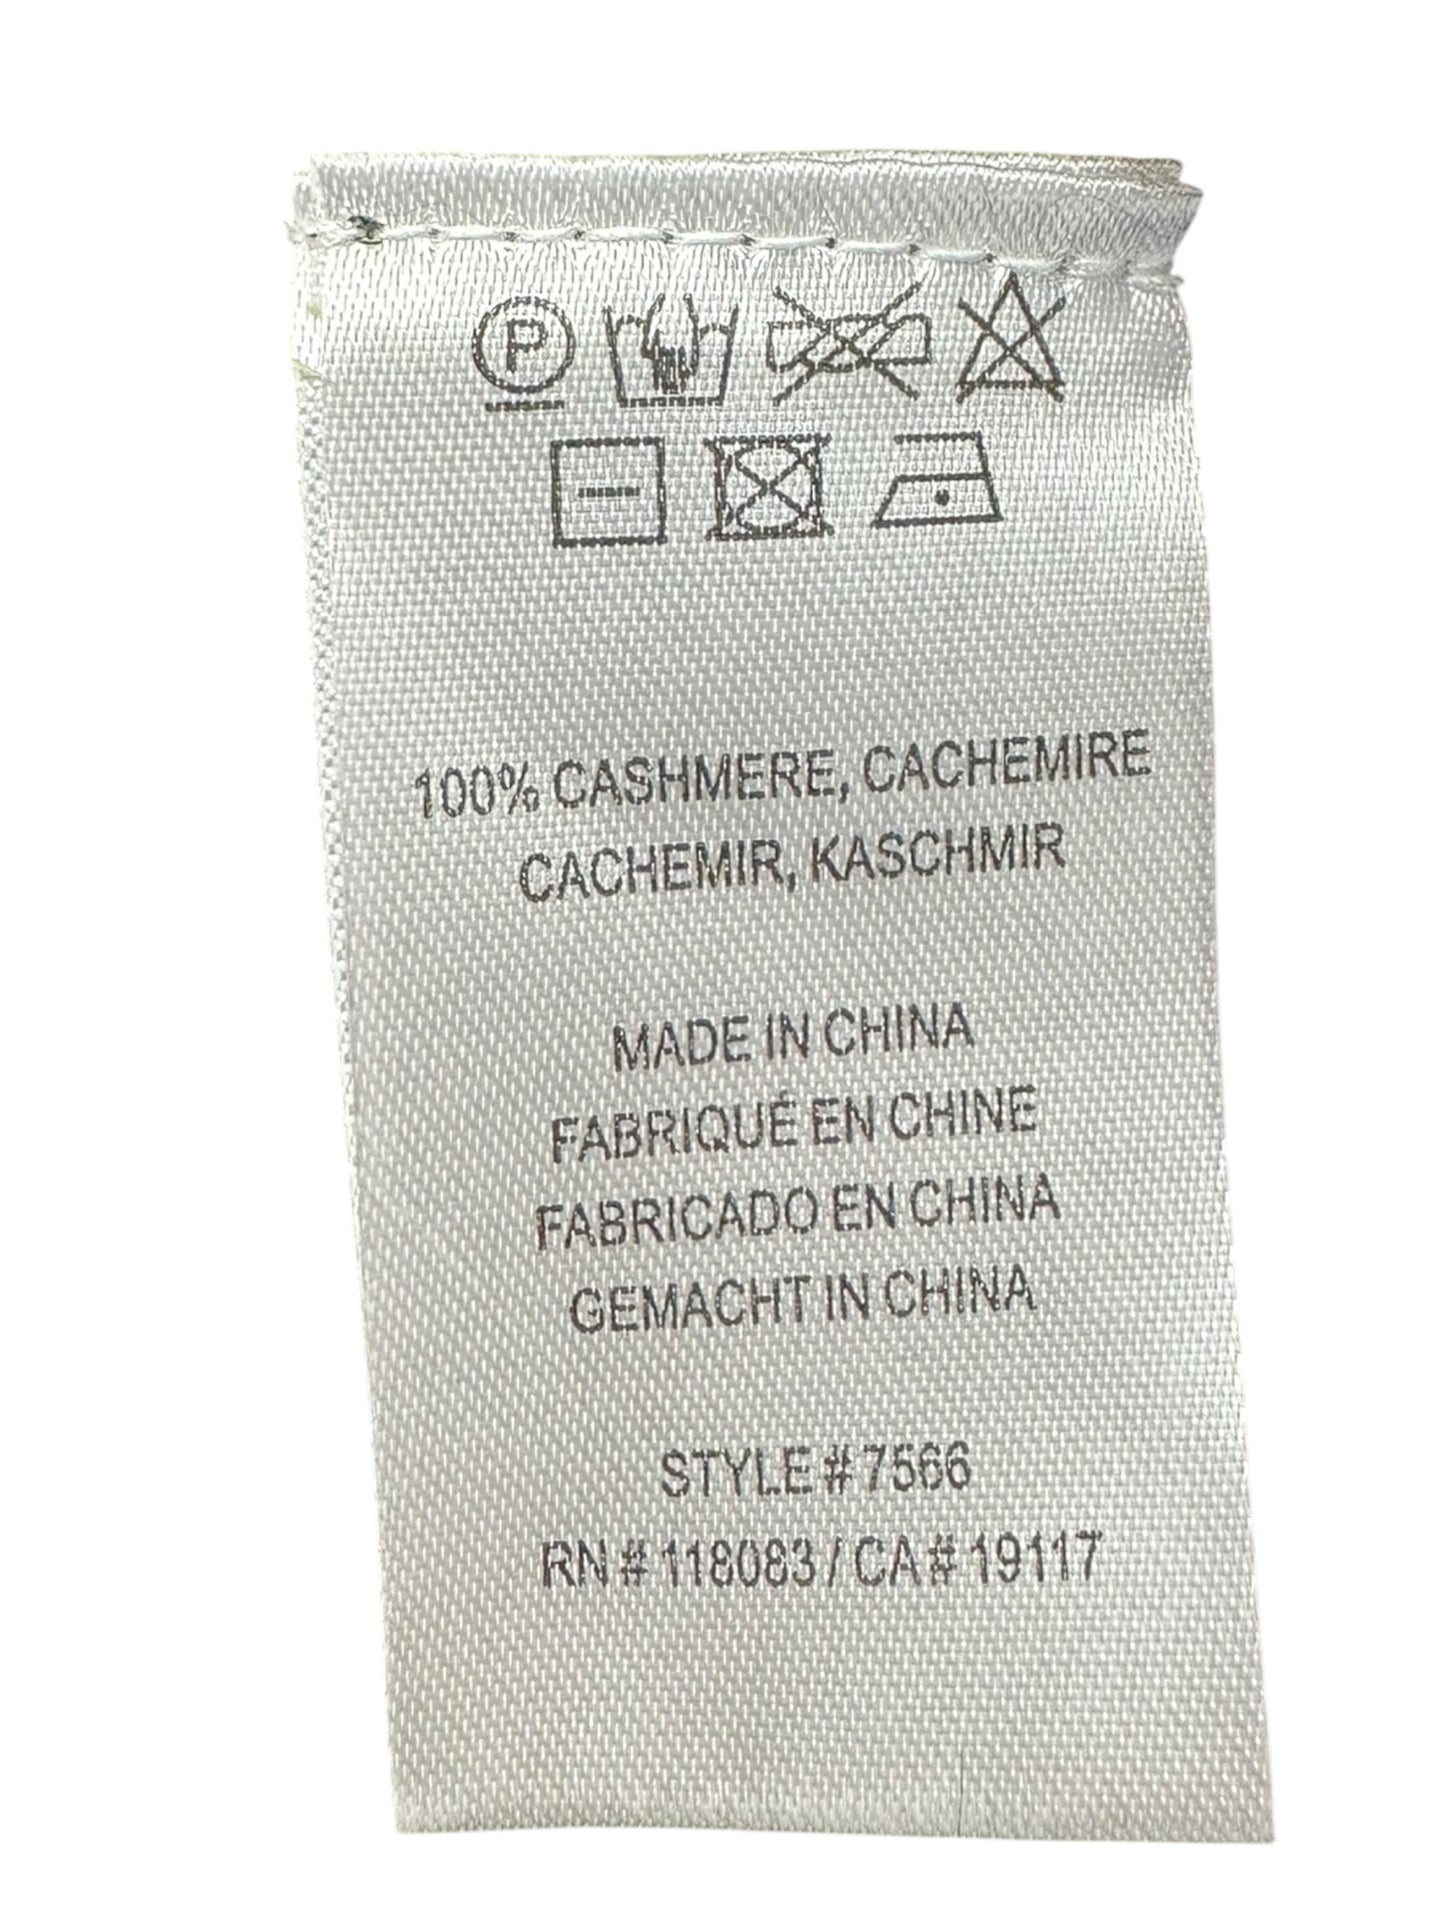 P
100% CASHMERE, CACHEMIRE
CACHEMIR, KASCHMIR
MADE IN CHINA
FABRIQUÉ EN CHINE
FABRICADO EN CHINA
GEMACHT IN CHINA
STYLE # 7566
RN # 118083 / CA # 19117